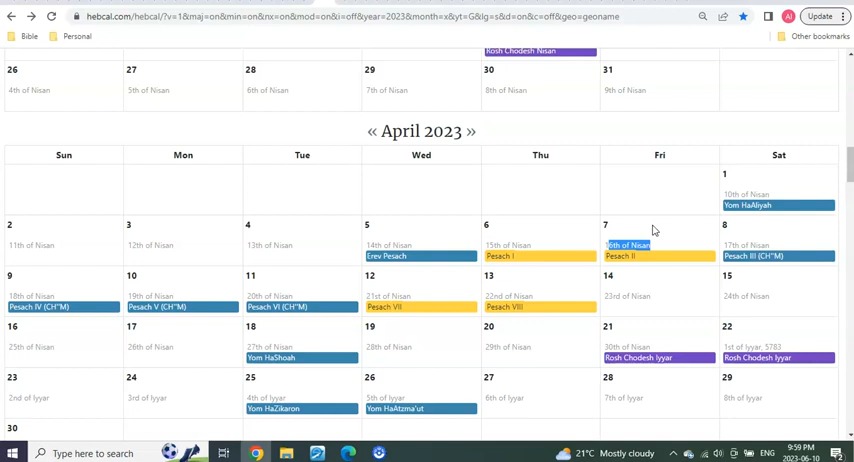 hebcal.com/hebcal/?v=1&maj=on&min=on&nx=on&mod=on&i=off&year=2023&month=x&yt=G&lg=s&d=on&c=off&geo=geoname
AI
Update
Bible
Personal
Other bookmarks
Rosh Chodesh Nisan
26 27 28 29 30 31
4th of Nisan 5th of Nisan 6th of Nisan 7th of Nisan 8th of Nisan 9th of Nisan
« April 2023 »
Sun Mon Tue Wed Thu Fri Sat
1
10th of Nisan
Yom HaAliyah
2 3 4 5 6 7 8
11th of Nisan 12th of Nisan 13th of Nisan 14th of Nisan 15th of Nisan 16th of Nisan 17th of Nisan
Erev Pesach Pesach I Pesach II Pesach III (CH"M)
9 10 11 12 13 14 15
18th of Nisan 19th of Nisan 20th of Nisan 21st of Nisan 22nd of Nisan 23rd of Nisan 24th of Nisan
Pesach IV (CH"M) Pesach V (CH"M) Pesach VI (CH"M) Pesach VII Pesach VIII
16 17 18 19 20 21 22
25th of Nisan 26th of Nisan 27th of Nisan 28th of Nisan 29th of Nisan 30th of Nisan 1st of Iyyar, 5783
Yom HaShoah Rosh Chodesh Iyyar Rosh Chodesh Iyyar
23 24 25 26 27 28 29
2nd of Iyyar 3rd of Iyyar 4th of Iyyar 5th of Iyyar 6th of Iyyar 7th of Iyyar 8th of Iyyar
Yom HaZikaron Yom HaAtzma'ut
30
Type here to search
21°C Mostly cloudy
ENG
9:59 PM
2023-06-10
2